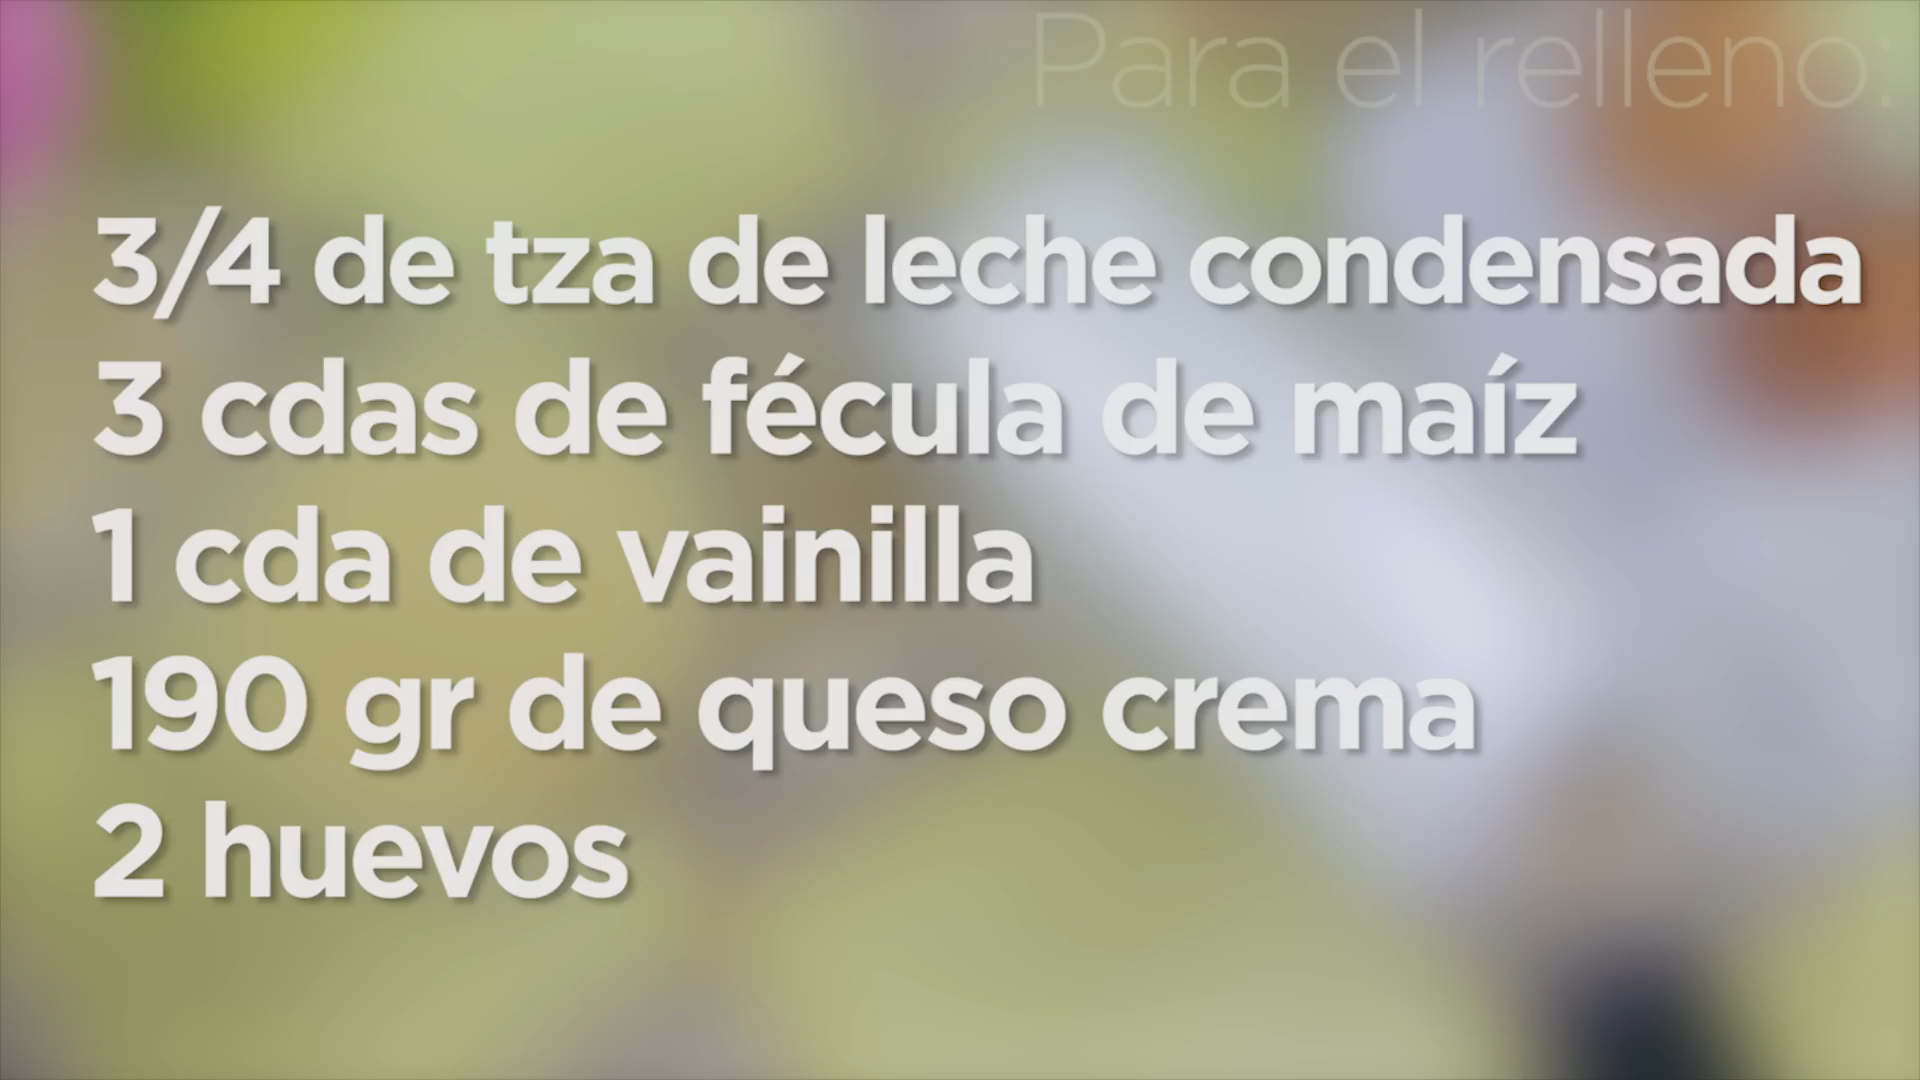 Para el relleno:
3/4 de tza de leche condensada
3 cdas de fécula de maíz
1 cda de vainilla
190 gr de queso crema
2 huevos